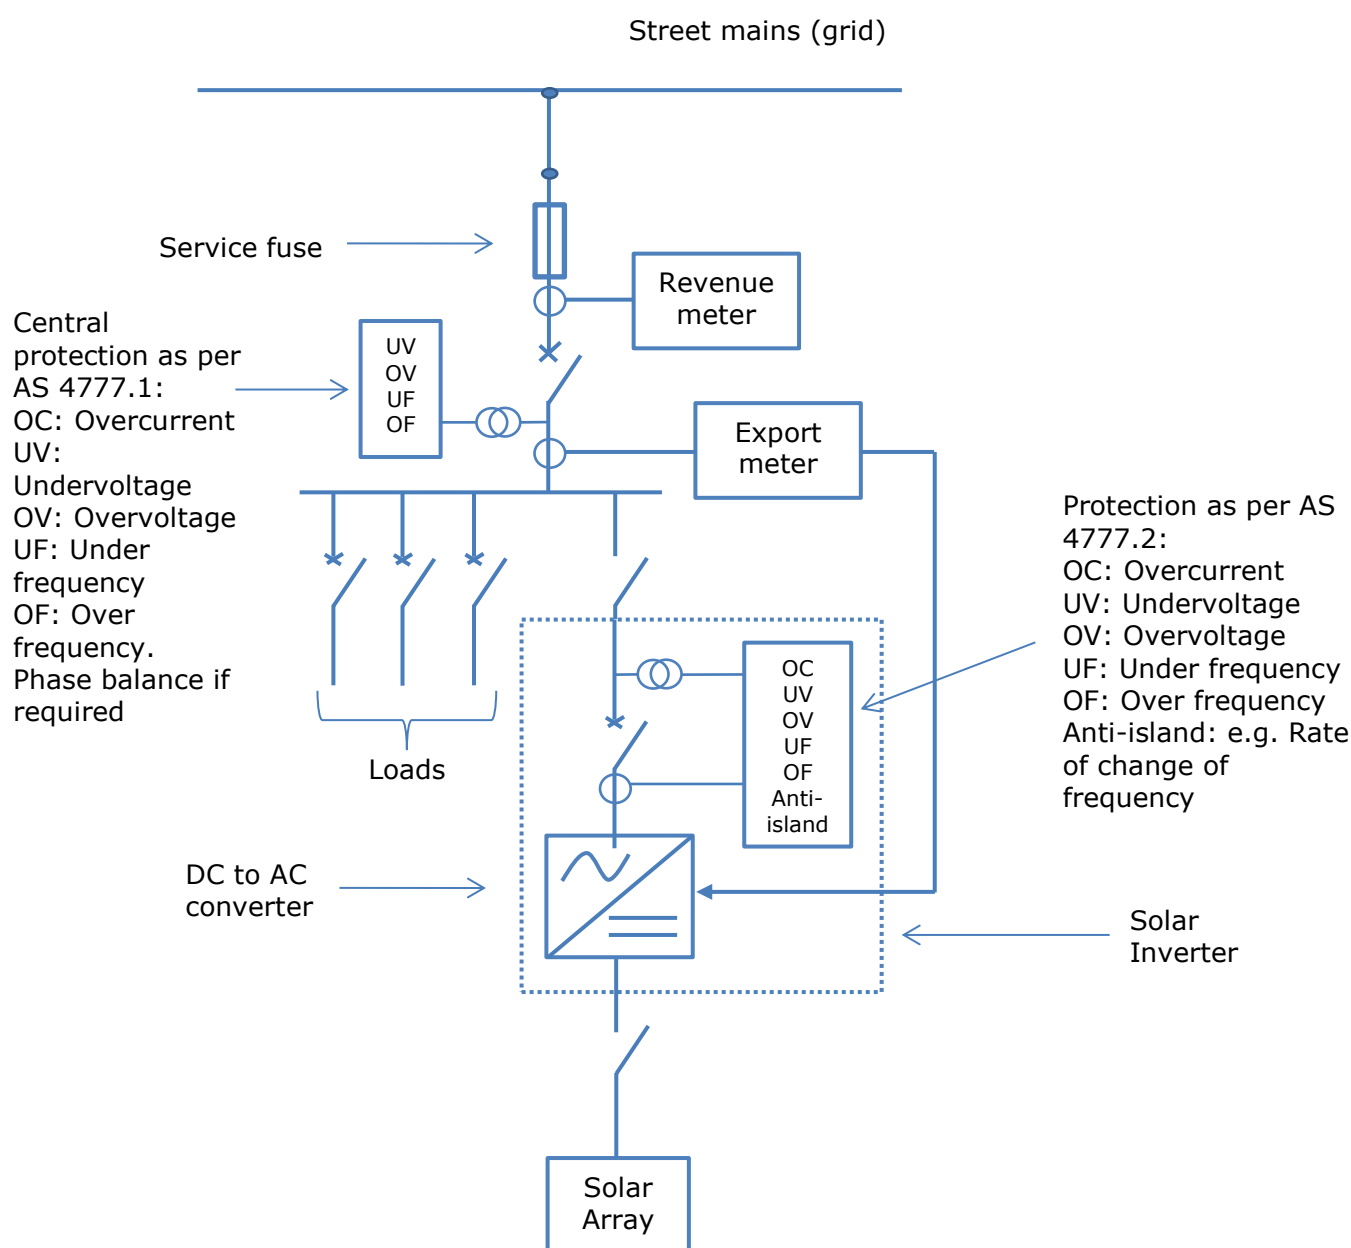 Street mains (grid)
Service fuse
Revenue
meter
Central
protection as per
AS 4777.1:
OC: Overcurrent
UV:
Undervoltage
OV: Overvoltage
UF: Under
frequency
OF: Over
frequency.
Phase balance if
required
UV
OV
UF
OF
Export
meter
Protection as per AS
4777.2:
OC: Overcurrent
UV: Undervoltage
OV: Overvoltage
UF: Under frequency
OF: Over frequency
Anti-island: e.g. Rate
of change of
frequency
OC
UV
OV
UF
OF
Anti-
island
Loads
DC to AC
converter
Solar
Inverter
Solar
Array